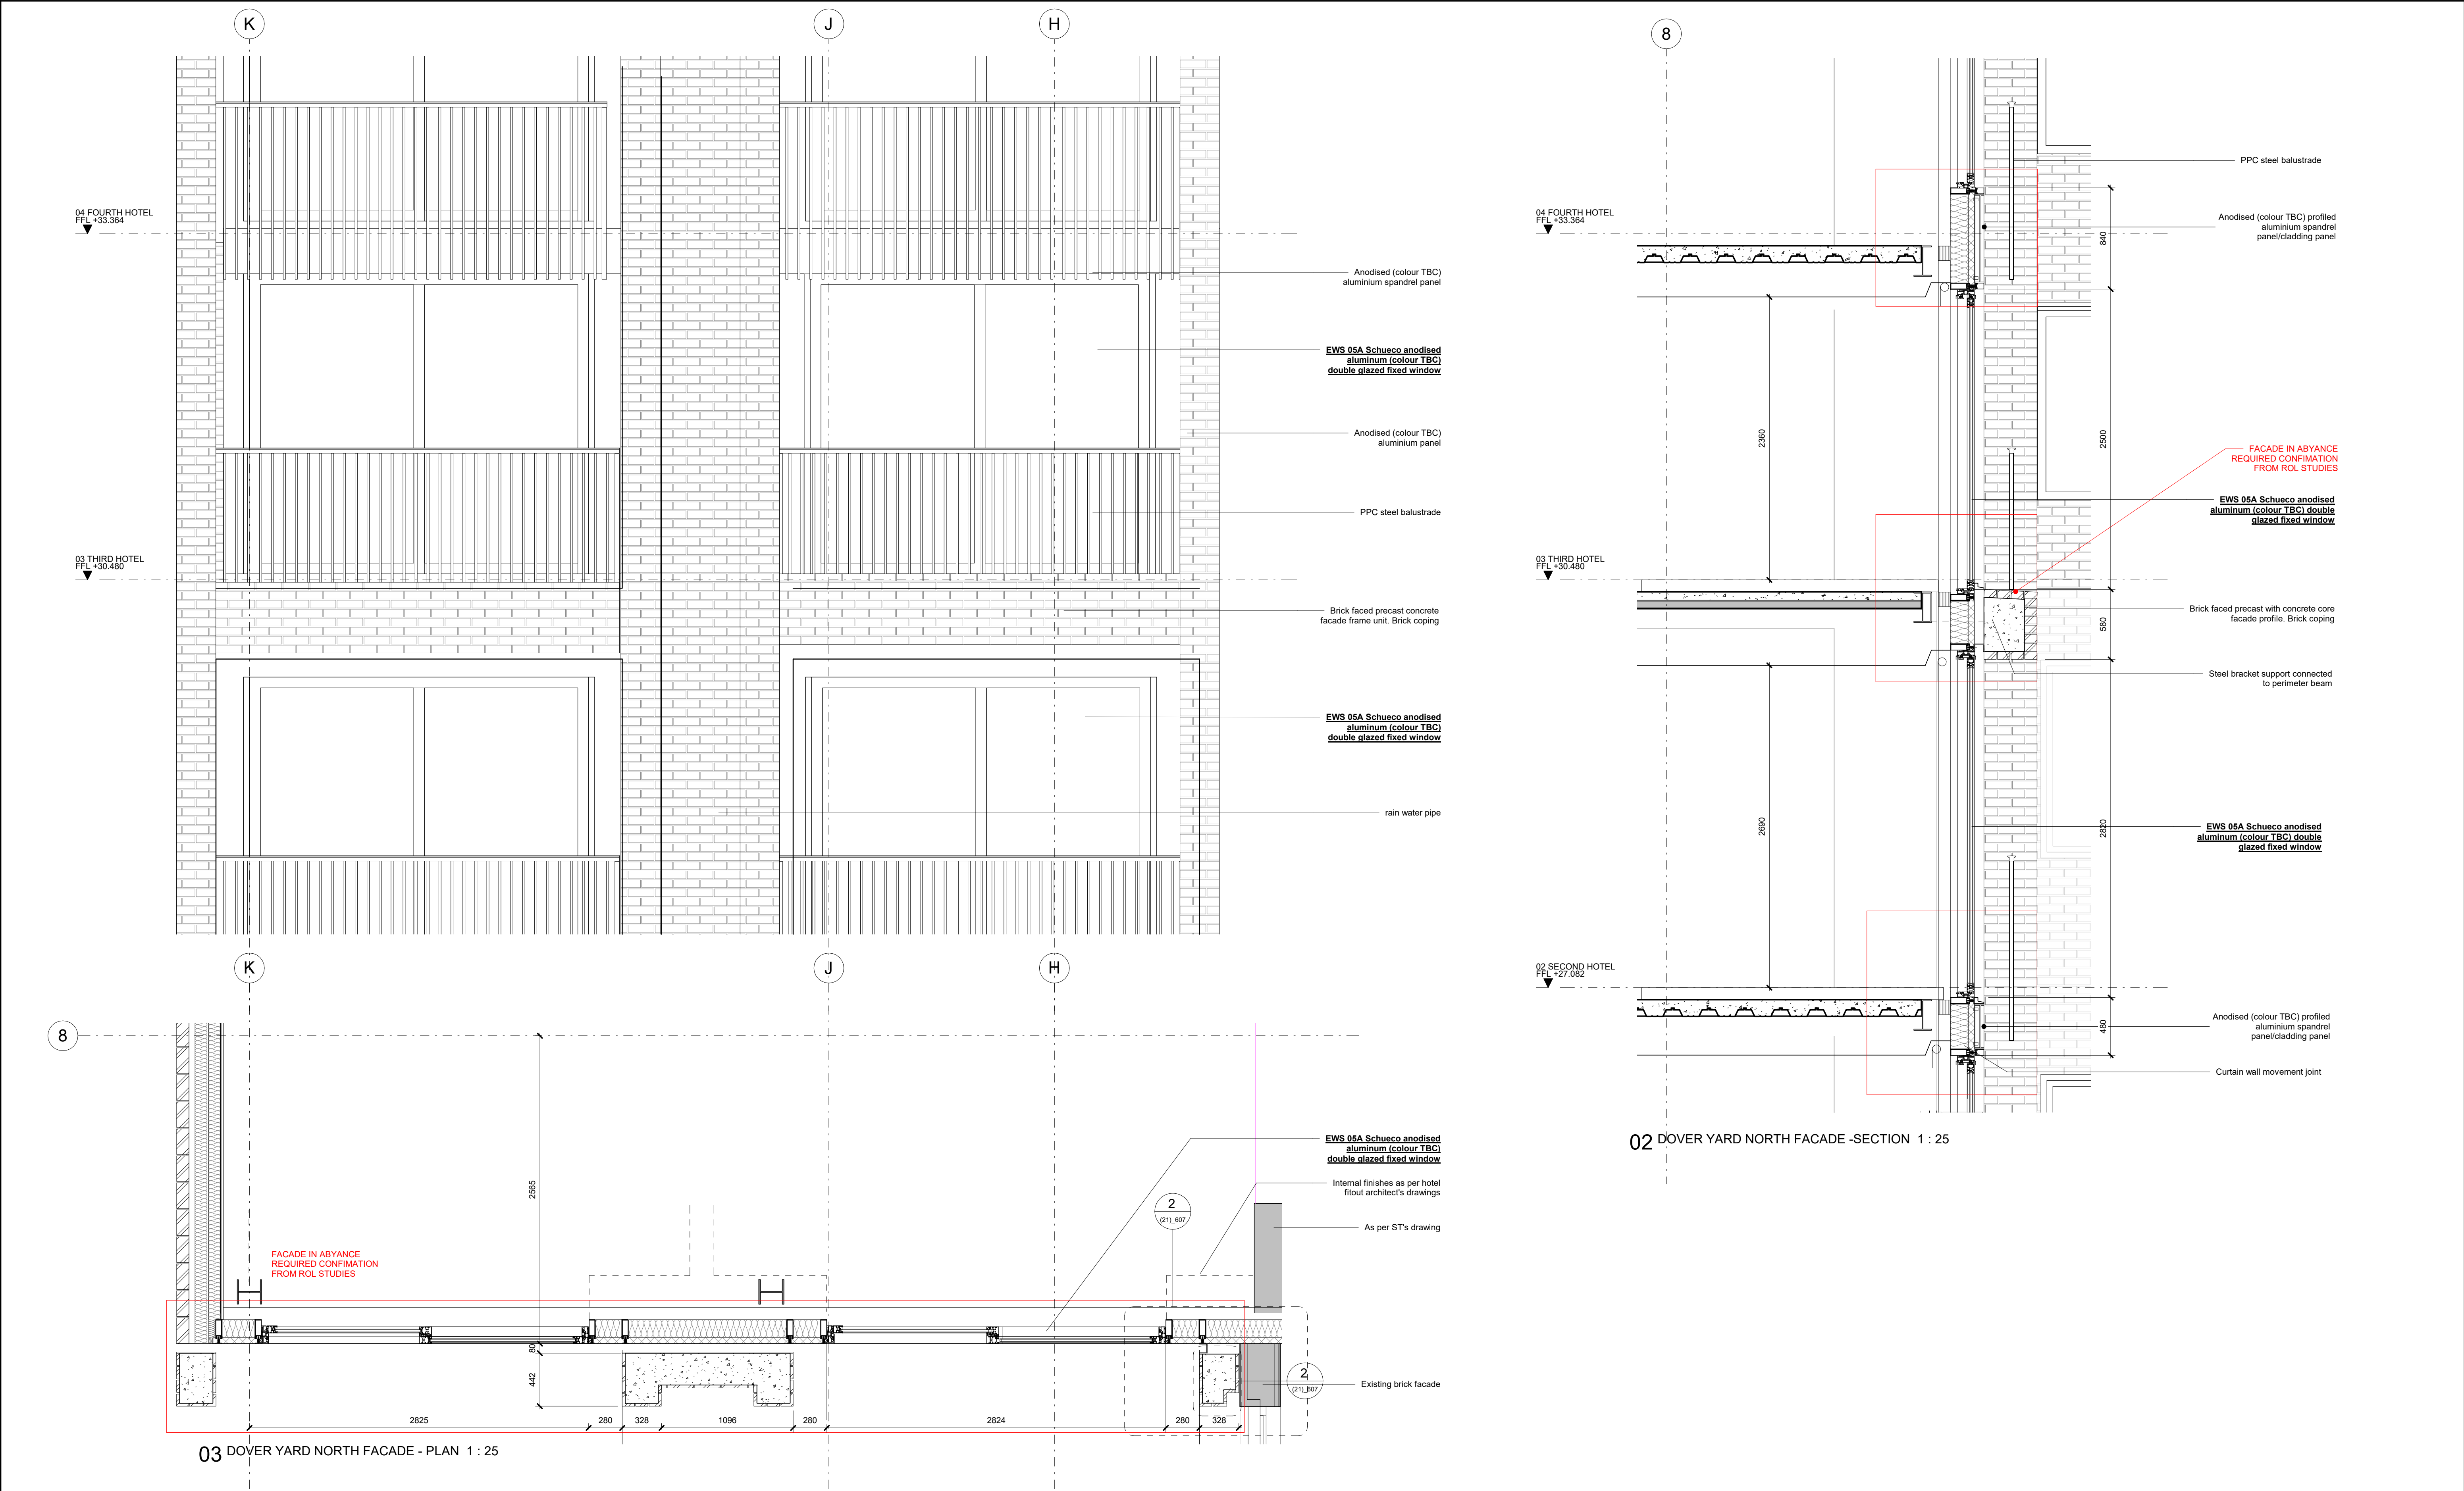 K
J
H
04 FOURTH HOTEL
FFL +33.364
Anodised (colour TBC)
aluminium spandrel panel
EWS 05A Schueco anodised
aluminum (colour TBC)
double glazed fixed window
Anodised (colour TBC)
aluminium panel
PPC steel balustrade
03 THIRD HOTEL
FFL +30.480
Brick faced precast concrete
facade frame unit. Brick coping
EWS 05A Schueco anodised
aluminum (colour TBC)
double glazed fixed window
rain water pipe
K
J
H
8
2565
EWS 05A Schueco anodised
aluminum (colour TBC)
double glazed fixed window
Internal finishes as per hotel
fitout architect's drawings
2
(21)_607
As per ST's drawing
FACADE IN ABYANCE
REQUIRED CONFIMATION
FROM ROL STUDIES
80
442
2
(21)_607
Existing brick facade
2825
280
328
1096
280
2824
280
328
03 DOVER YARD NORTH FACADE - PLAN 1 : 25
8
PPC steel balustrade
04 FOURTH HOTEL
FFL +33.364
Anodised (colour TBC) profiled
aluminium spandrel
panel/cladding panel
840
2360
2500
FACADE IN ABYANCE
REQUIRED CONFIMATION
FROM ROL STUDIES
EWS 05A Schueco anodised
aluminum (colour TBC) double
glazed fixed window
03 THIRD HOTEL
FFL +30.480
Brick faced precast with concrete core
facade profile. Brick coping
580
Steel bracket support connected
to perimeter beam
2690
2820
EWS 05A Schueco anodised
aluminum (colour TBC) double
glazed fixed window
02 SECOND HOTEL
FFL +27.082
Anodised (colour TBC) profiled
aluminium spandrel
panel/cladding panel
480
Curtain wall movement joint
02 DOVER YARD NORTH FACADE -SECTION 1 : 25